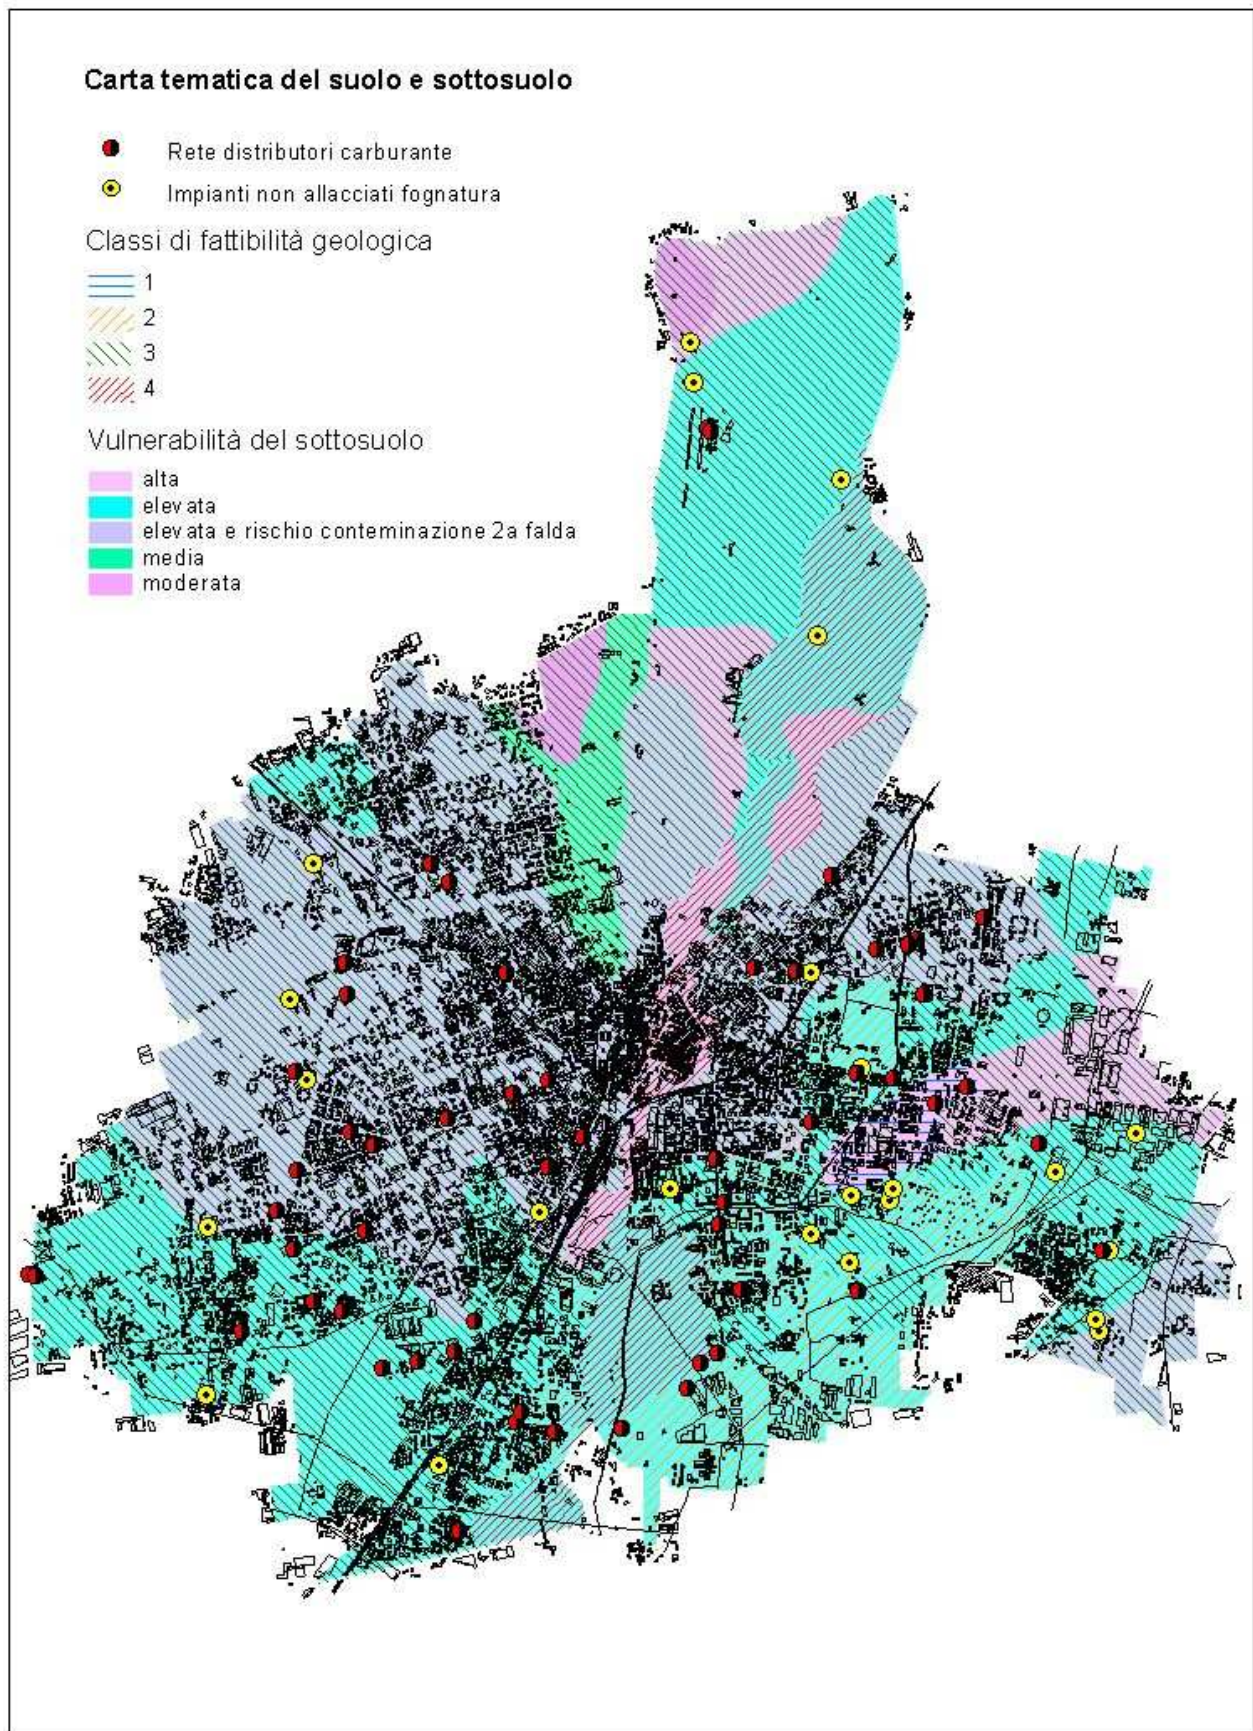 Carta tematica del suolo e sottosuolo
Rete distributori carburante
Impianti non allacciati fognatura
Classi di fattibilità geologica
1
2
3
4
Vulnerabilità del sottosuolo
alta
elevata
elevata e rischio conteminazione 2a falda
media
moderata